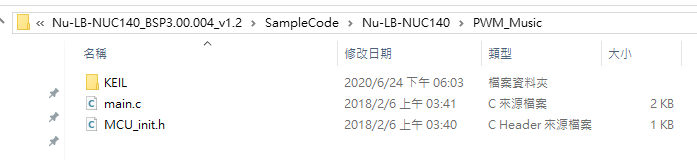 « Nu-LB-NUC140_BSP3.00.004_v1.2 > SampleCode > Nu-LB-NUC140 > PWM_Music
名稱 修改日期 類型 大小
KEIL 2020/6/24 下午 06:03 檔案資料夾
main.c 2018/2/6 上午 03:41 C 來源檔案 2 KB
MCU_init.h 2018/2/6 上午 03:40 C Header 來源檔案 1 KB